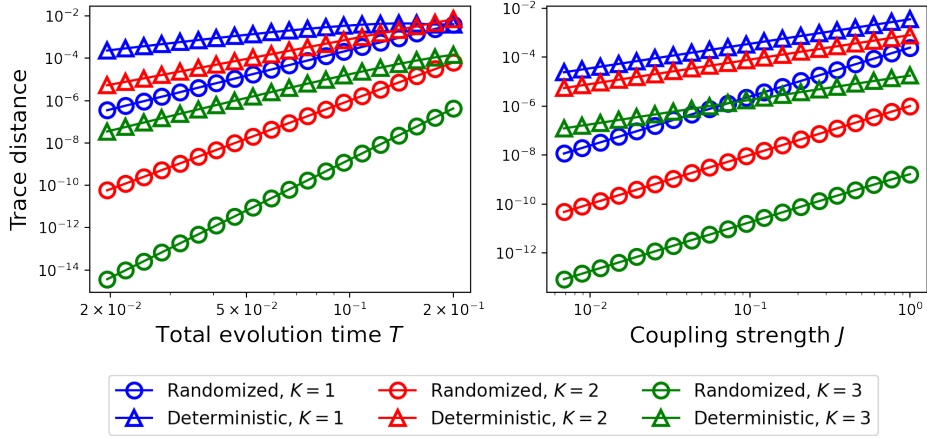 Trace distance
10⁻²
10⁻⁴
10⁻⁶
10⁻⁸
10⁻¹⁰
10⁻¹²
10⁻¹⁴
2 × 10⁻² 5 × 10⁻² 10⁻¹ 2 × 10⁻¹
Total evolution time T
10⁻²
10⁻⁴
10⁻⁶
10⁻⁸
10⁻¹⁰
10⁻¹²
10⁻² 10⁻¹ 10⁰
Coupling strength J
Randomized, K = 1 Randomized, K = 2 Randomized, K = 3
Deterministic, K = 1 Deterministic, K = 2 Deterministic, K = 3